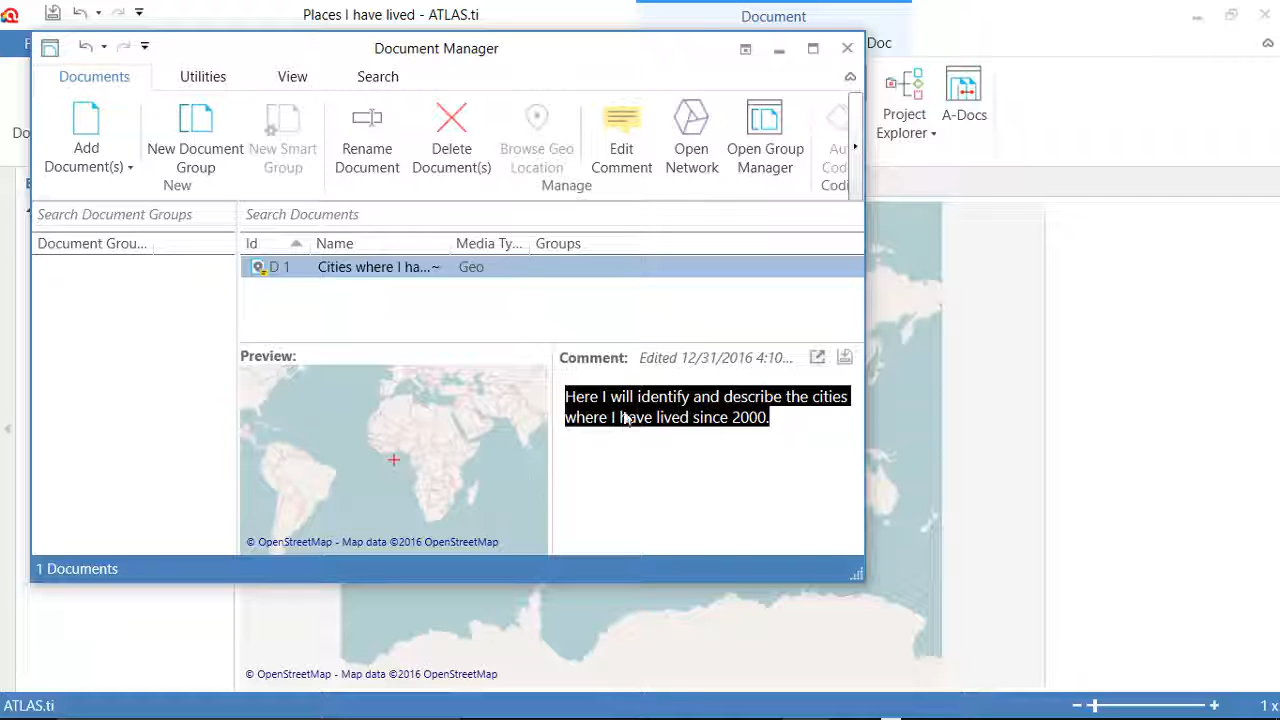 Places I have lived - ATLAS.ti
Document
Doc
Document Manager
Documents
Utilities
View
Search
Add Document(s)
New Document Group
New Smart Group
New
Rename Document
Delete Document(s)
Browse Geo Location
Edit Comment
Open Network
Open Group Manager
Manage
Project Explorer
A-Docs
Search Document Groups
Search Documents
Document Grou...
Id
Name
Media Ty...
Groups
D 1
Cities where I ha...~
Geo
Preview:
Comment:
Edited 12/31/2016 4:10...
Here I will identify and describe the cities
where I have lived since 2000.
© OpenStreetMap - Map data ©2016 OpenStreetMap
1 Documents
© OpenStreetMap - Map data ©2016 OpenStreetMap
ATLAS.ti
1 x